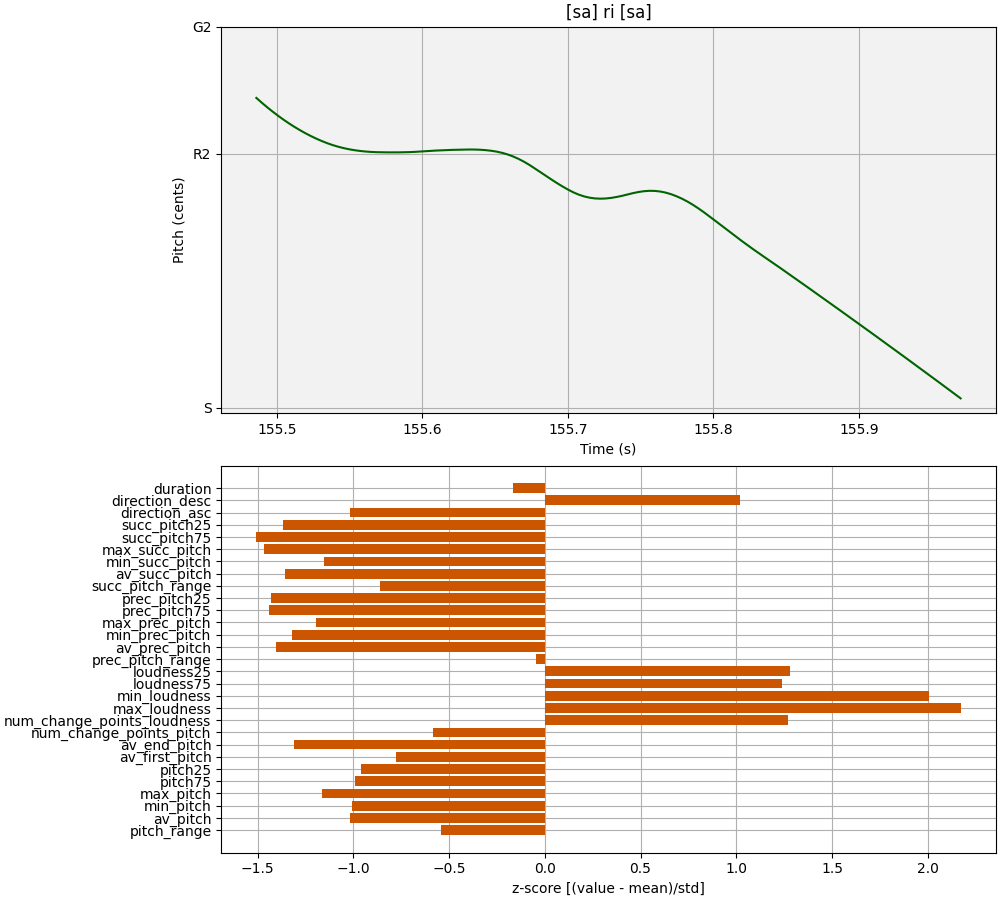 [sa] ri [sa]
G2
R2
S
Pitch (cents)
155.5 155.6 155.7 155.8 155.9
Time (s)
duration
direction_desc
direction_asc
succ_pitch25
succ_pitch75
max_succ_pitch
min_succ_pitch
av_succ_pitch
succ_pitch_range
prec_pitch25
prec_pitch75
max_prec_pitch
min_prec_pitch
av_prec_pitch
prec_pitch_range
loudness25
loudness75
min_loudness
max_loudness
num_change_points_loudness
num_change_points_pitch
av_end_pitch
av_first_pitch
pitch25
pitch75
max_pitch
min_pitch
av_pitch
pitch_range
−1.5 −1.0 −0.5 0.0 0.5 1.0 1.5 2.0
z-score [(value - mean)/std]